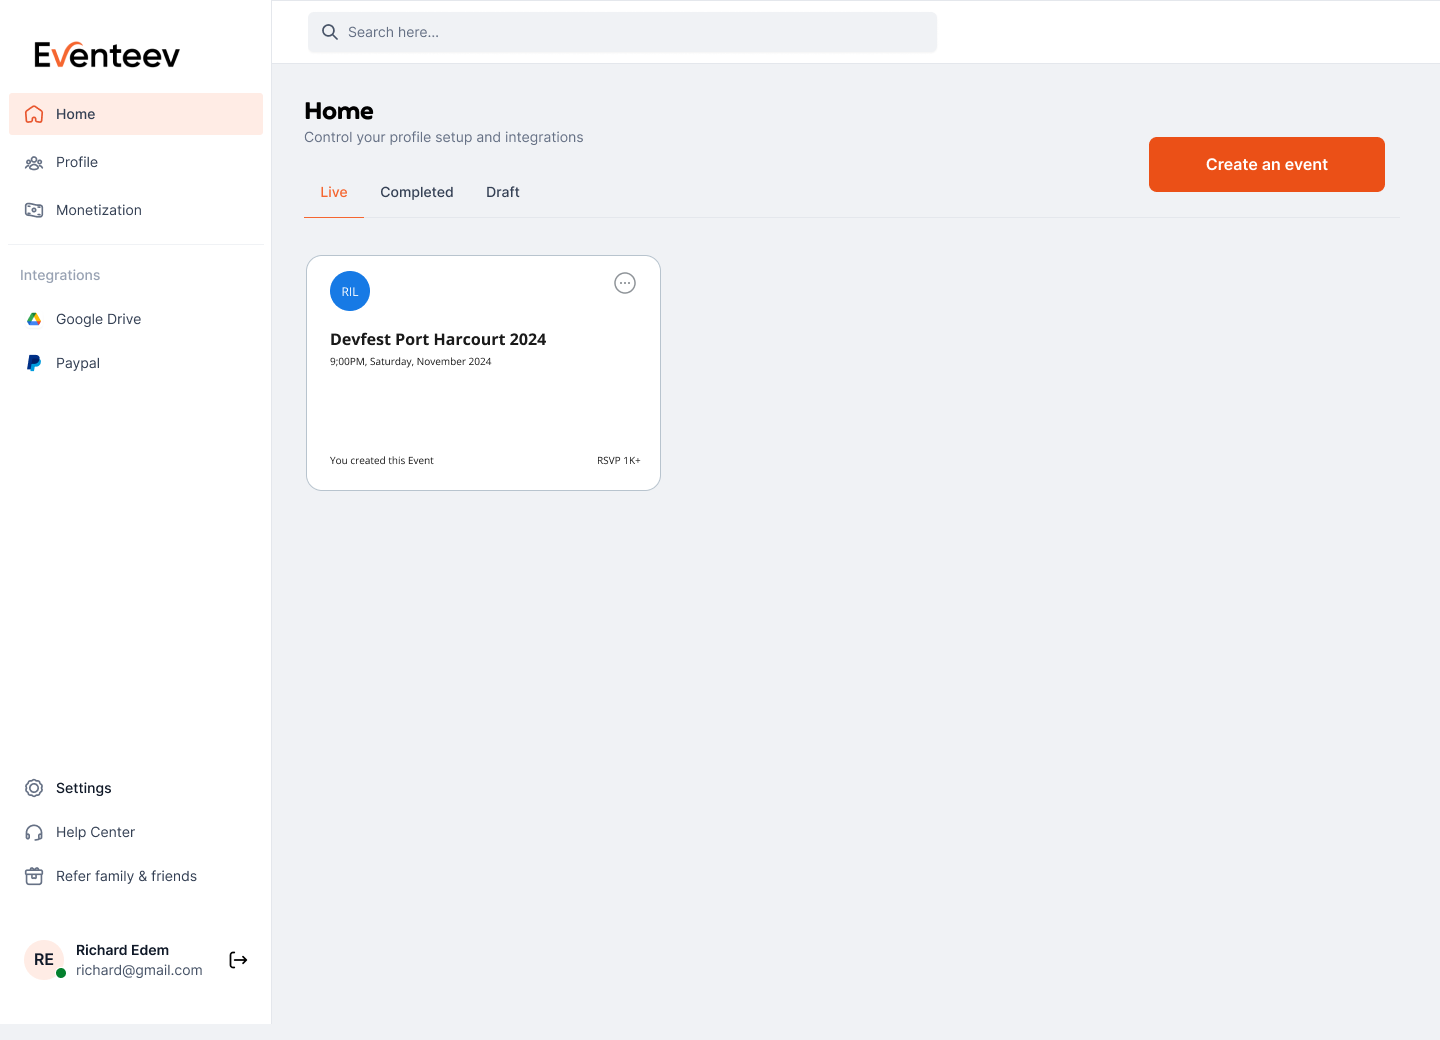 Eventeev
Home
Profile
Monetization
Integrations
Google Drive
Paypal
Settings
Help Center
Refer family & friends
RE
Richard Edem
richard@gmail.com
Search here...
Home
Control your profile setup and integrations
Create an event
Live
Completed
Draft
RIL
Devfest Port Harcourt 2024
9;00PM, Saturday, November 2024
You created this Event
RSVP 1K+